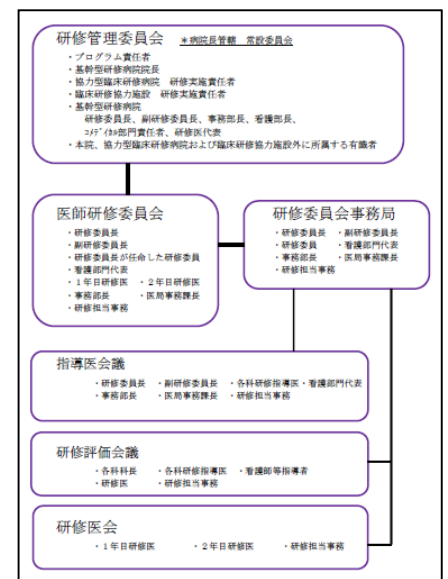 研修管理委員会 ＊病院長管轄 常設委員会
・プログラム責任者
・基幹型研修病院院長
・協力型臨床研修病院 研修実施責任者
・臨床研修協力施設 研修実施責任者
・基幹型研修病院
研修委員長、副研修委員長、事務部長、看護部長、
ｺﾒﾃﾞｨｶﾙ部門責任者、研修医代表
・本院、協力型臨床研修病院および臨床研修協力施設外に所属する有識者
医師研修委員会
・研修委員長
・副研修委員長
・研修委員長が任命した研修委員
・看護部門代表
・１年目研修医 ・２年目研修医
・事務部長 ・医局事務課長
・研修担当事務
研修委員会事務局
・研修委員長 ・副研修委員長
・研修委員 ・看護部門代表
・事務部長 ・医局事務課長
・研修担当事務
指導医会議
・研修委員長 ・副研修委員長 ・各科研修指導医・看護部門代表
・事務部長 ・医局事務課長 ・研修担当事務
研修評価会議
・各科科長 ・各科研修指導医 ・看護師等指導者
・研修医 ・研修担当事務
研修医会
・１年目研修医 ・２年目研修医 ・研修担当事務